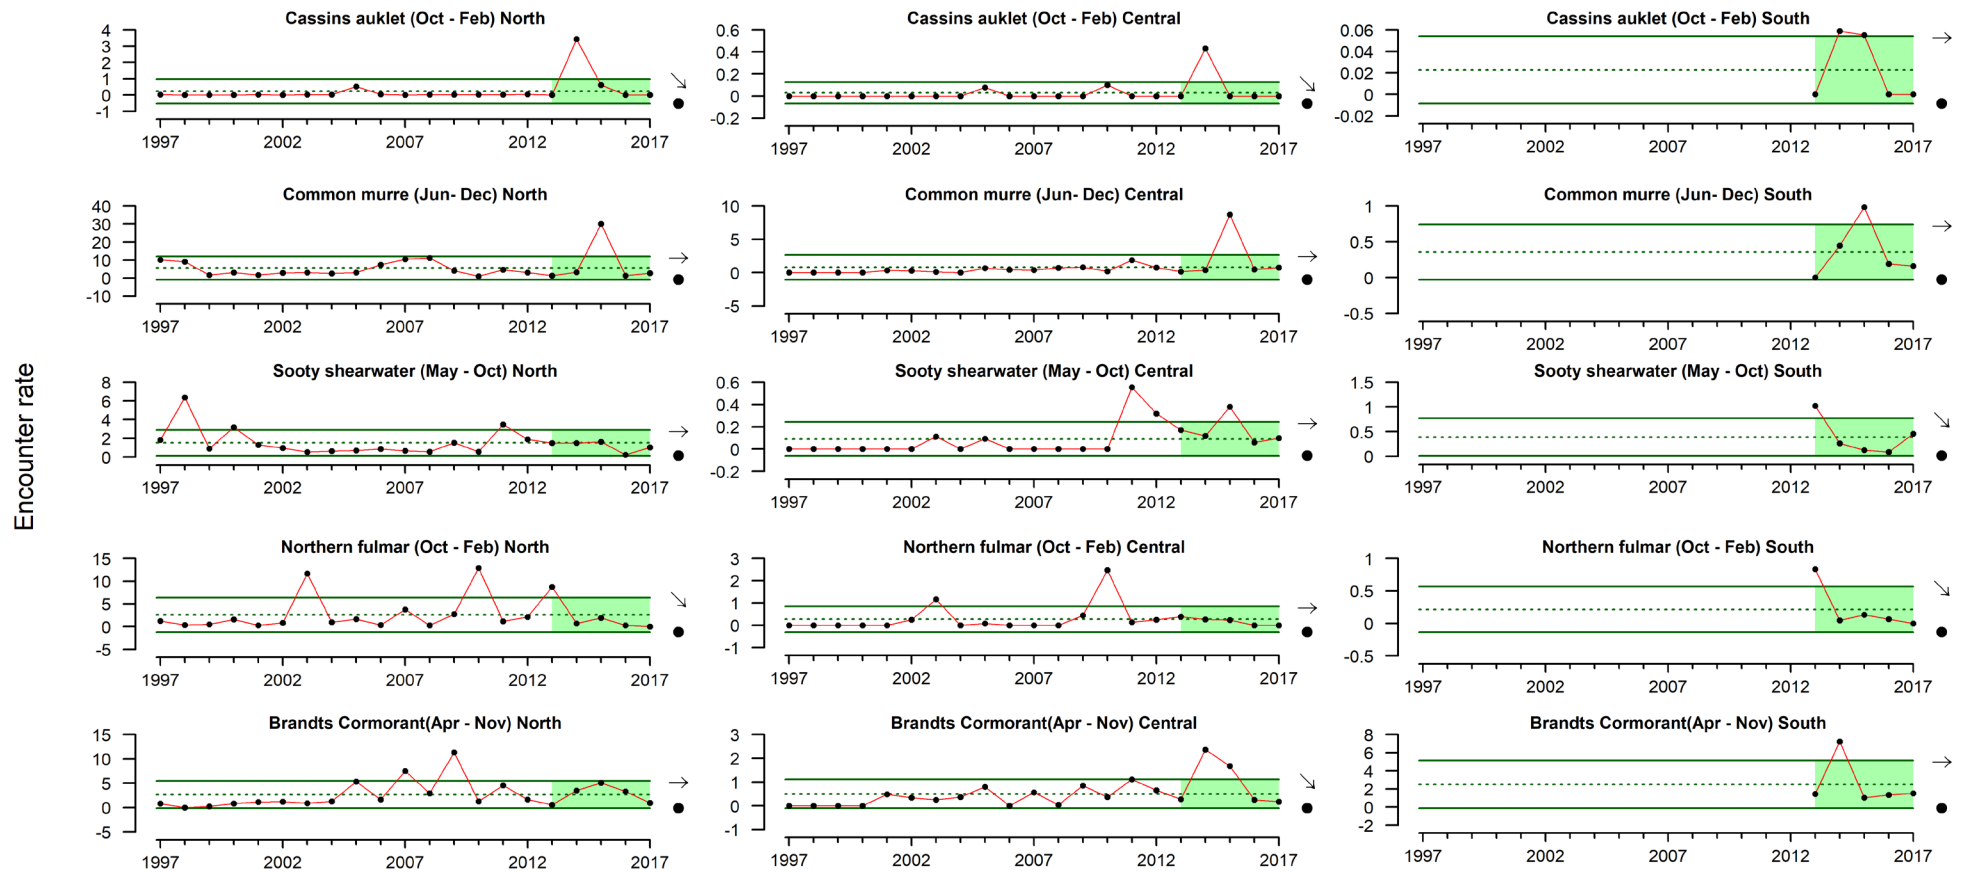 Encounter rate
Cassins auklet (Oct - Feb) North
4
3
2
1
0
-1
1997 2002 2007 2012 2017
Cassins auklet (Oct - Feb) Central
0.6
0.4
0.2
0
-0.2
1997 2002 2007 2012 2017
Cassins auklet (Oct - Feb) South
0.06
0.04
0.02
0
-0.02
1997 2002 2007 2012 2017
Common murre (Jun- Dec) North
40
30
20
10
0
-10
1997 2002 2007 2012 2017
Common murre (Jun- Dec) Central
10
5
0
-5
1997 2002 2007 2012 2017
Common murre (Jun- Dec) South
1
0.5
0
-0.5
1997 2002 2007 2012 2017
Sooty shearwater (May - Oct) North
8
6
4
2
0
1997 2002 2007 2012 2017
Sooty shearwater (May - Oct) Central
0.6
0.4
0.2
0
-0.2
1997 2002 2007 2012 2017
Sooty shearwater (May - Oct) South
1.5
1
0.5
0
1997 2002 2007 2012 2017
Northern fulmar (Oct - Feb) North
15
10
5
0
-5
1997 2002 2007 2012 2017
Northern fulmar (Oct - Feb) Central
3
2
1
0
-1
1997 2002 2007 2012 2017
Northern fulmar (Oct - Feb) South
1
0.5
0
-0.5
1997 2002 2007 2012 2017
Brandts Cormorant(Apr - Nov) North
15
10
5
0
-5
1997 2002 2007 2012 2017
Brandts Cormorant(Apr - Nov) Central
3
2
1
0
-1
1997 2002 2007 2012 2017
Brandts Cormorant(Apr - Nov) South
8
6
4
2
0
-2
1997 2002 2007 2012 2017